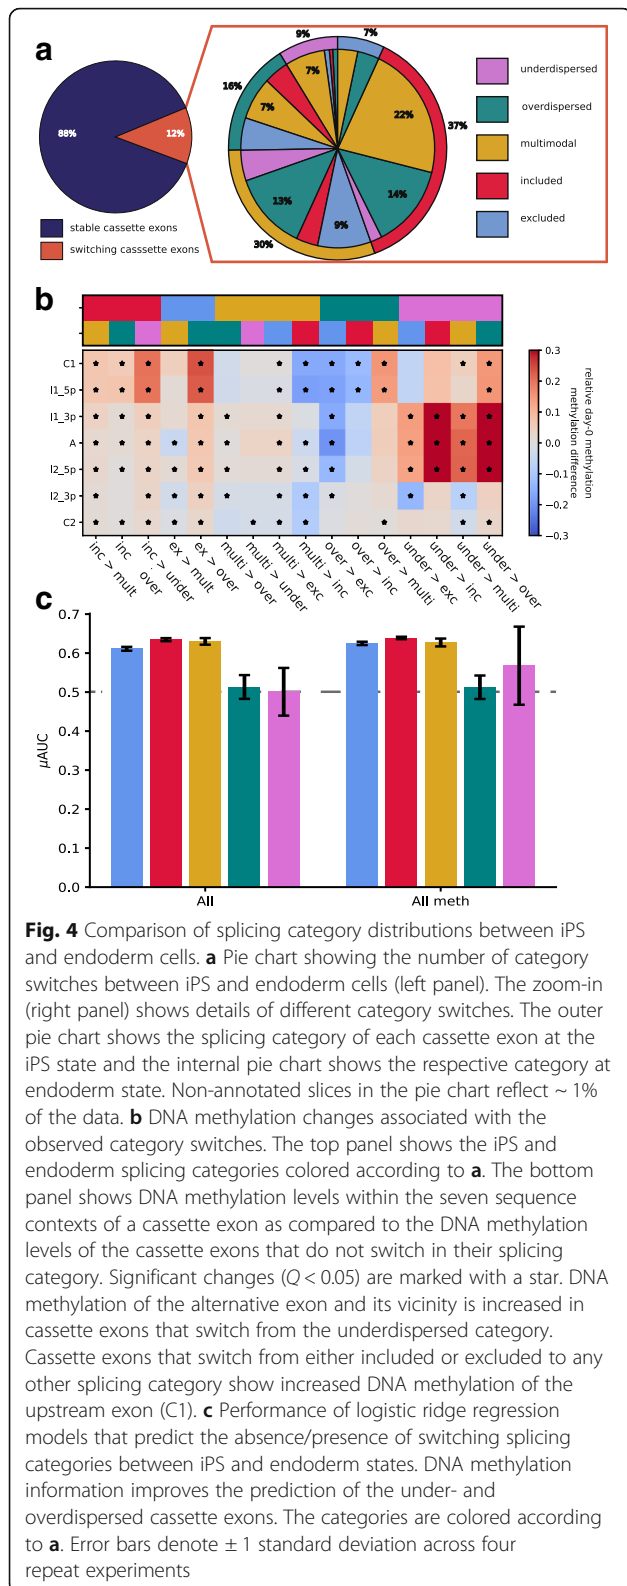 a
9%
7%
16%
7%
7%
22%
37%
88%
12%
13%
14%
9%
30%
underdispersed
overdispersed
multimodal
included
excluded
stable cassette exons
switching casssette exons
b
C1
I1_5p
I1_3p
A
I2_5p
I2_3p
C2
0.3
0.2
0.1
0.0
−0.1
−0.2
−0.3
relative day-0 methylation
methylation difference
inc > mult
inc over
inc > under
ex > mult
ex > over
multi > over
multi > under
multi > exc
multi > inc
over > exc
over > inc
over > multi
under > exc
under > inc
under > multi
under > over
c
0.7
0.6
0.5
0.4
0.3
0.2
0.1
0.0
µAUC
All
All meth
Fig. 4 Comparison of splicing category distributions between iPS
and endoderm cells. a Pie chart showing the number of category
switches between iPS and endoderm cells (left panel). The zoom-in
(right panel) shows details of different category switches. The outer
pie chart shows the splicing category of each cassette exon at the
iPS state and the internal pie chart shows the respective category at
endoderm state. Non-annotated slices in the pie chart reflect ~ 1%
of the data. b DNA methylation changes associated with the
observed category switches. The top panel shows the iPS and
endoderm splicing categories colored according to a. The bottom
panel shows DNA methylation levels within the seven sequence
contexts of a cassette exon as compared to the DNA methylation
levels of the cassette exons that do not switch in their splicing
category. Significant changes (Q < 0.05) are marked with a star. DNA
methylation of the alternative exon and its vicinity is increased in
cassette exons that switch from the underdispersed category.
Cassette exons that switch from either included or excluded to any
other splicing category show increased DNA methylation of the
upstream exon (C1). c Performance of logistic ridge regression
models that predict the absence/presence of switching splicing
categories between iPS and endoderm states. DNA methylation
information improves the prediction of the under- and
overdispersed cassette exons. The categories are colored according
to a. Error bars denote ± 1 standard deviation across four
repeat experiments